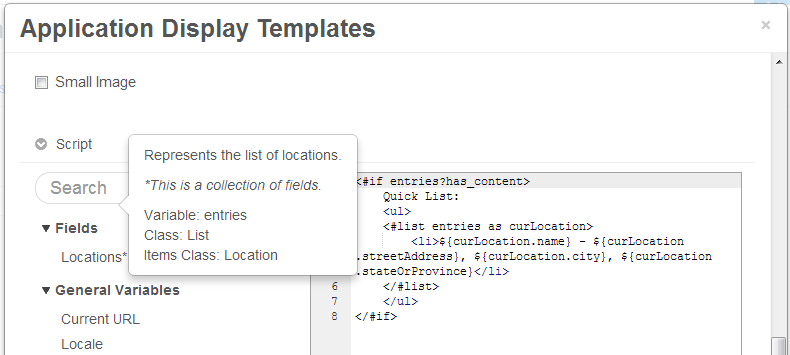 Application Display Templates
×
Small Image
Script
Represents the list of locations.
*This is a collection of fields.
Variable: entries
Class: List
Items Class: Location
Search
Fields
Locations*
General Variables
Current URL
Locale
<#if entries?has_content>
Quick List:
<ul>
<#list entries as curLocation>
<li>${curLocation.name} - ${curLocation
.streetAddress}, ${curLocation.city}, ${curLocation
.stateOrProvince}</li>
6 </#list>
7 </ul>
8 </#if>